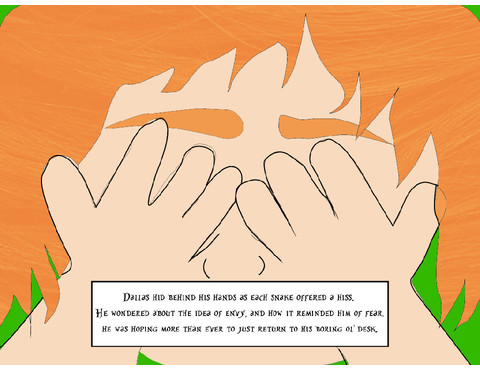 Dallas hid behind his hands as each snake offered a hiss.
He wondered about the idea of envy, and how it reminded him of fear.
he was hoping more than ever to just return to his boring ol' desk.